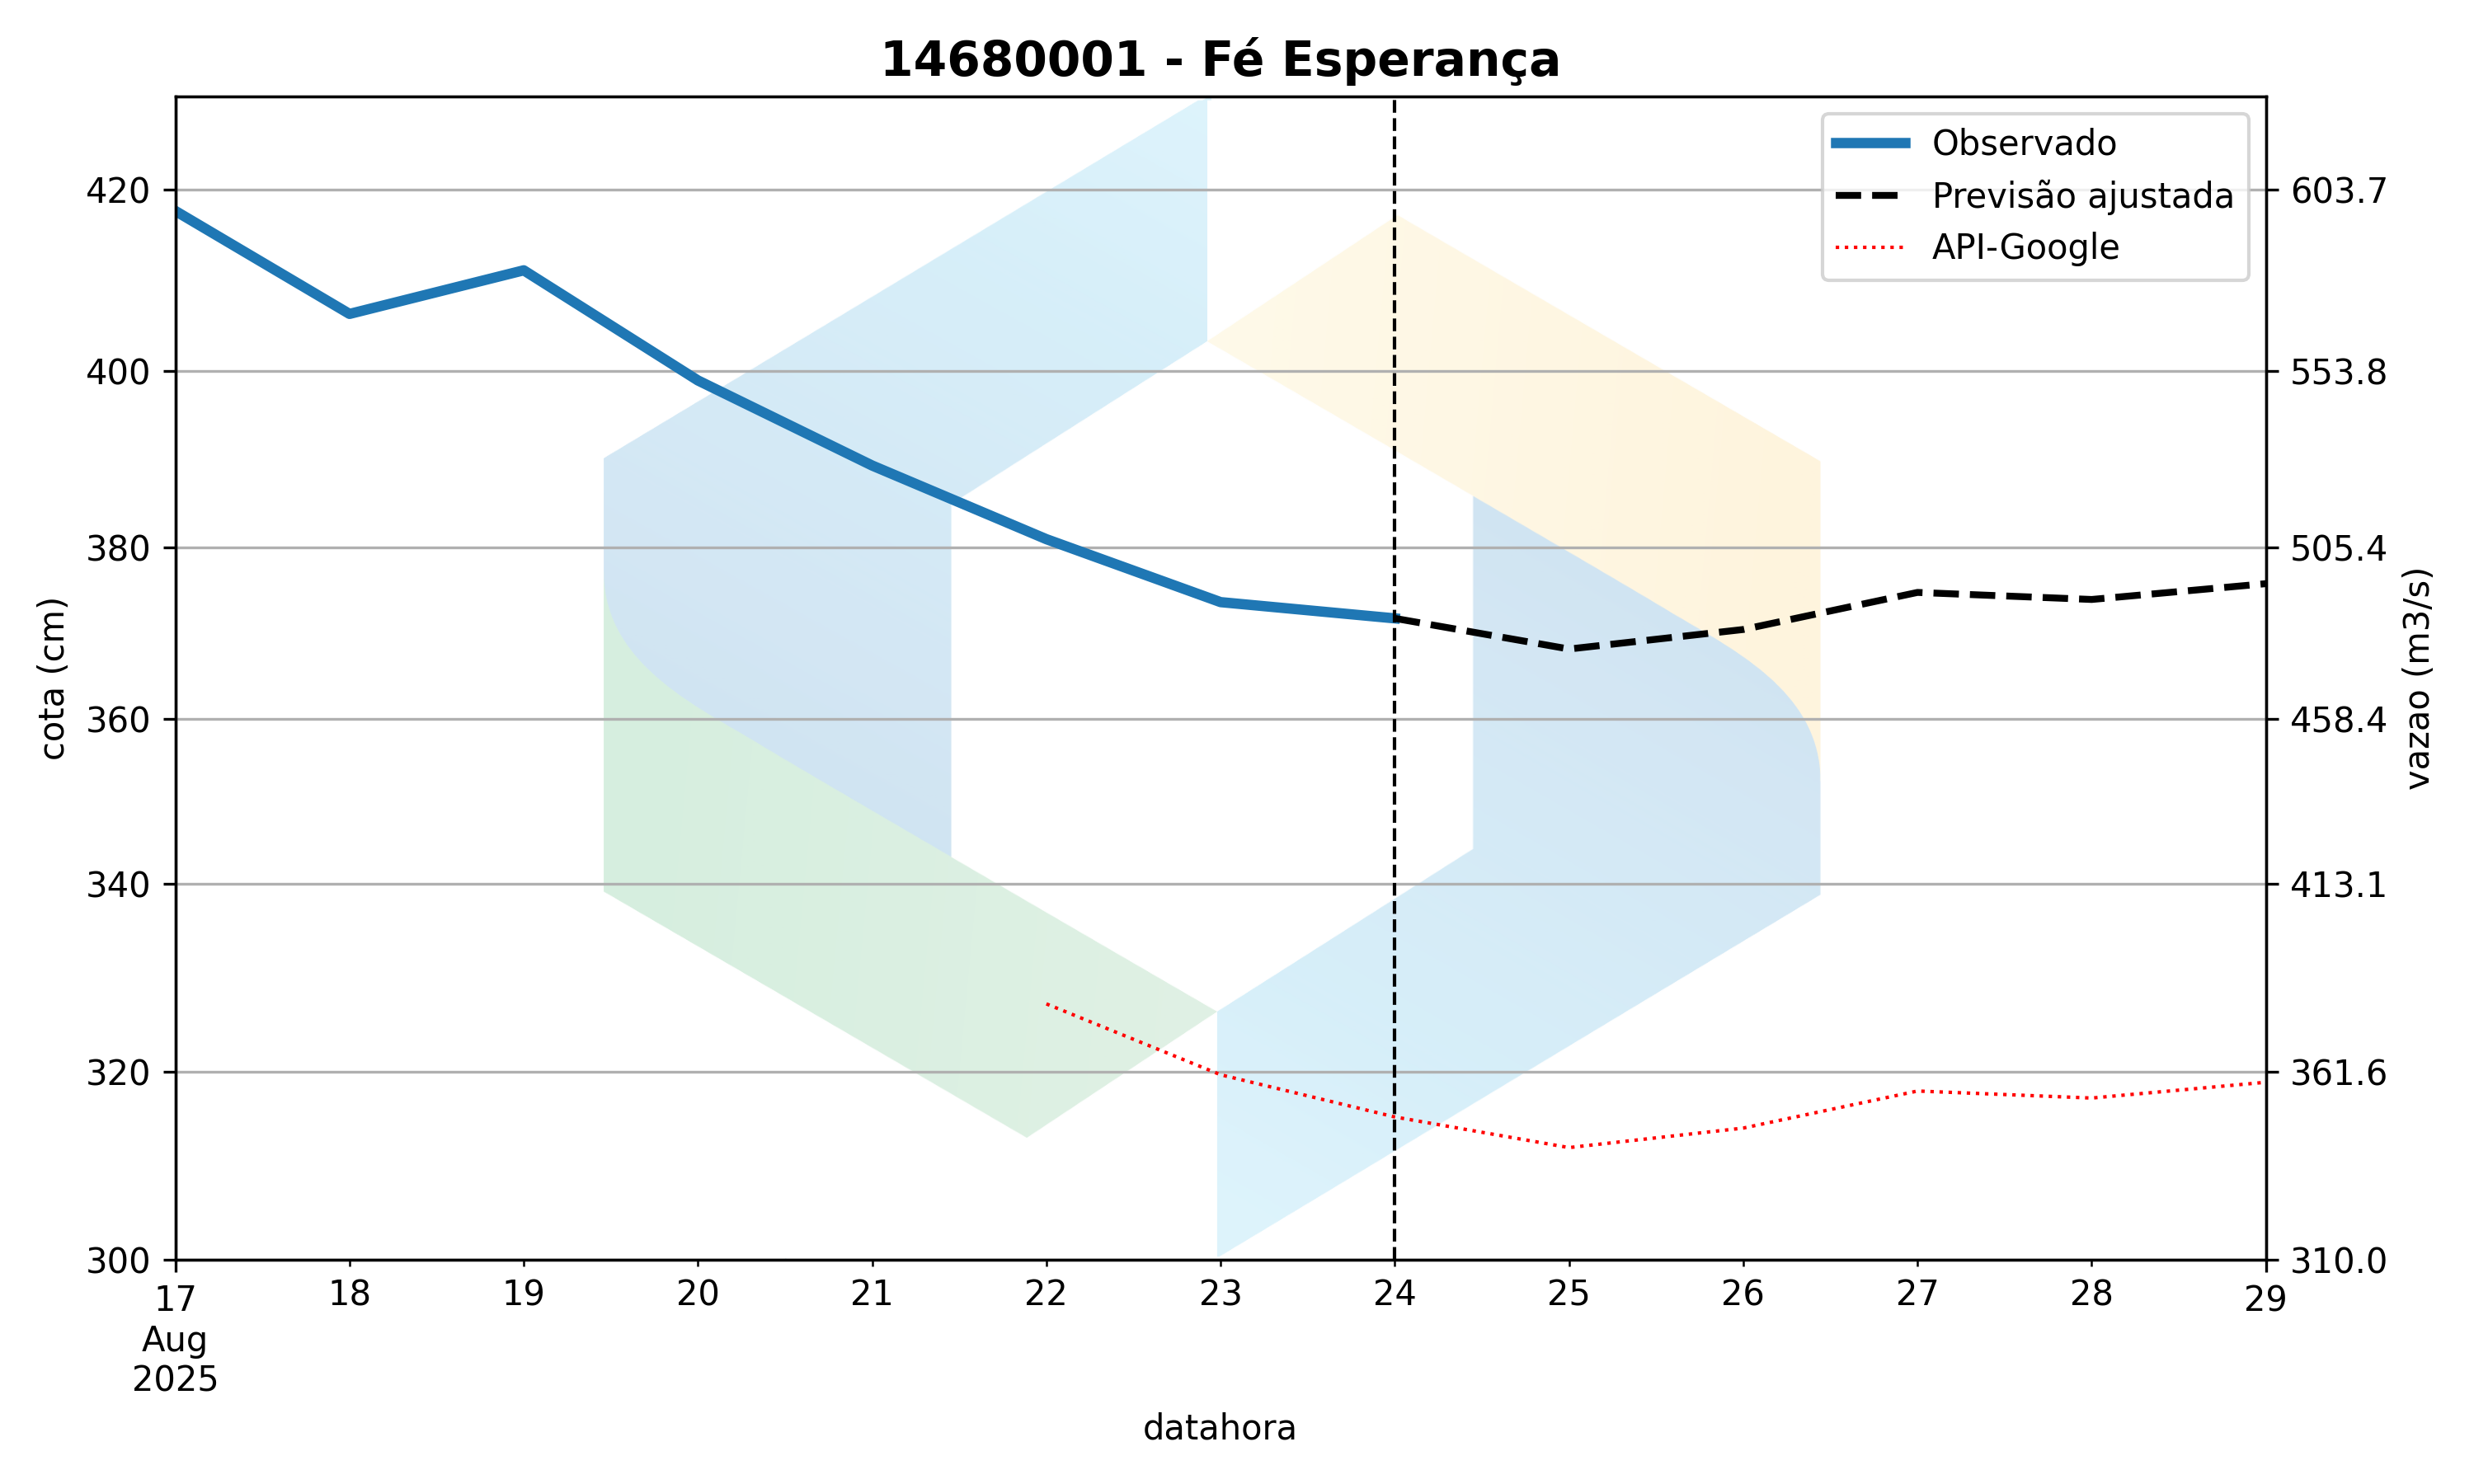 14680001 - Fé Esperança
Observado
Previsão ajustada
API-Google
420
400
380
360
340
320
300
cota (cm)
603.7
553.8
505.4
458.4
413.1
361.6
310.0
vazao (m3/s)
17 18 19 20 21 22 23 24 25 26 27 28 29
Aug
2025
datahora